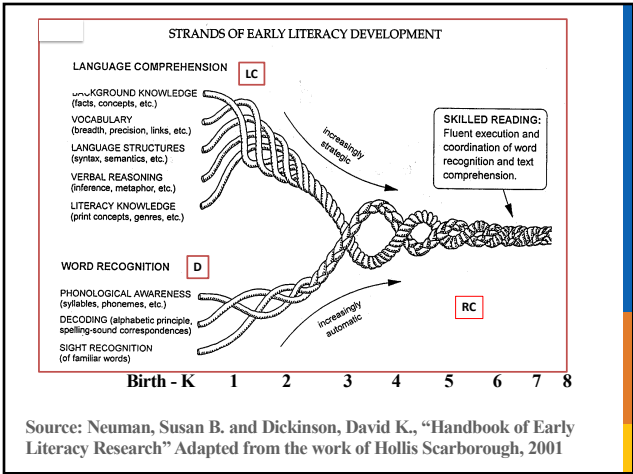 STRANDS OF EARLY LITERACY DEVELOPMENT
LANGUAGE COMPREHENSION LC
KNOWLEDGE
(facts, concepts, etc.)
VOCABULARY
(breadth, precision, links, etc.)
LANGUAGE STRUCTURES
(syntax, semantics, etc.)
VERBAL REASONING
(inference, metaphor, etc.)
LITERACY KNOWLEDGE
(print concepts, genres, etc.)
increasingly
strategic
SKILLED READING:
Fluent execution and
coordination of word
recognition and text
comprehension.
WORD RECOGNITION D
PHONOLOGICAL AWARENESS
(syllables, phonemes, etc.)
DECODING (alphabetic principle,
spelling-sound correspondences)
SIGHT RECOGNITION
(of familiar words)
increasingly
automatic
RC
Birth - K 1 2 3 4 5 6 7 8
Source: Neuman, Susan B. and Dickinson, David K., “Handbook of Early
Literacy Research” Adapted from the work of Hollis Scarborough, 2001